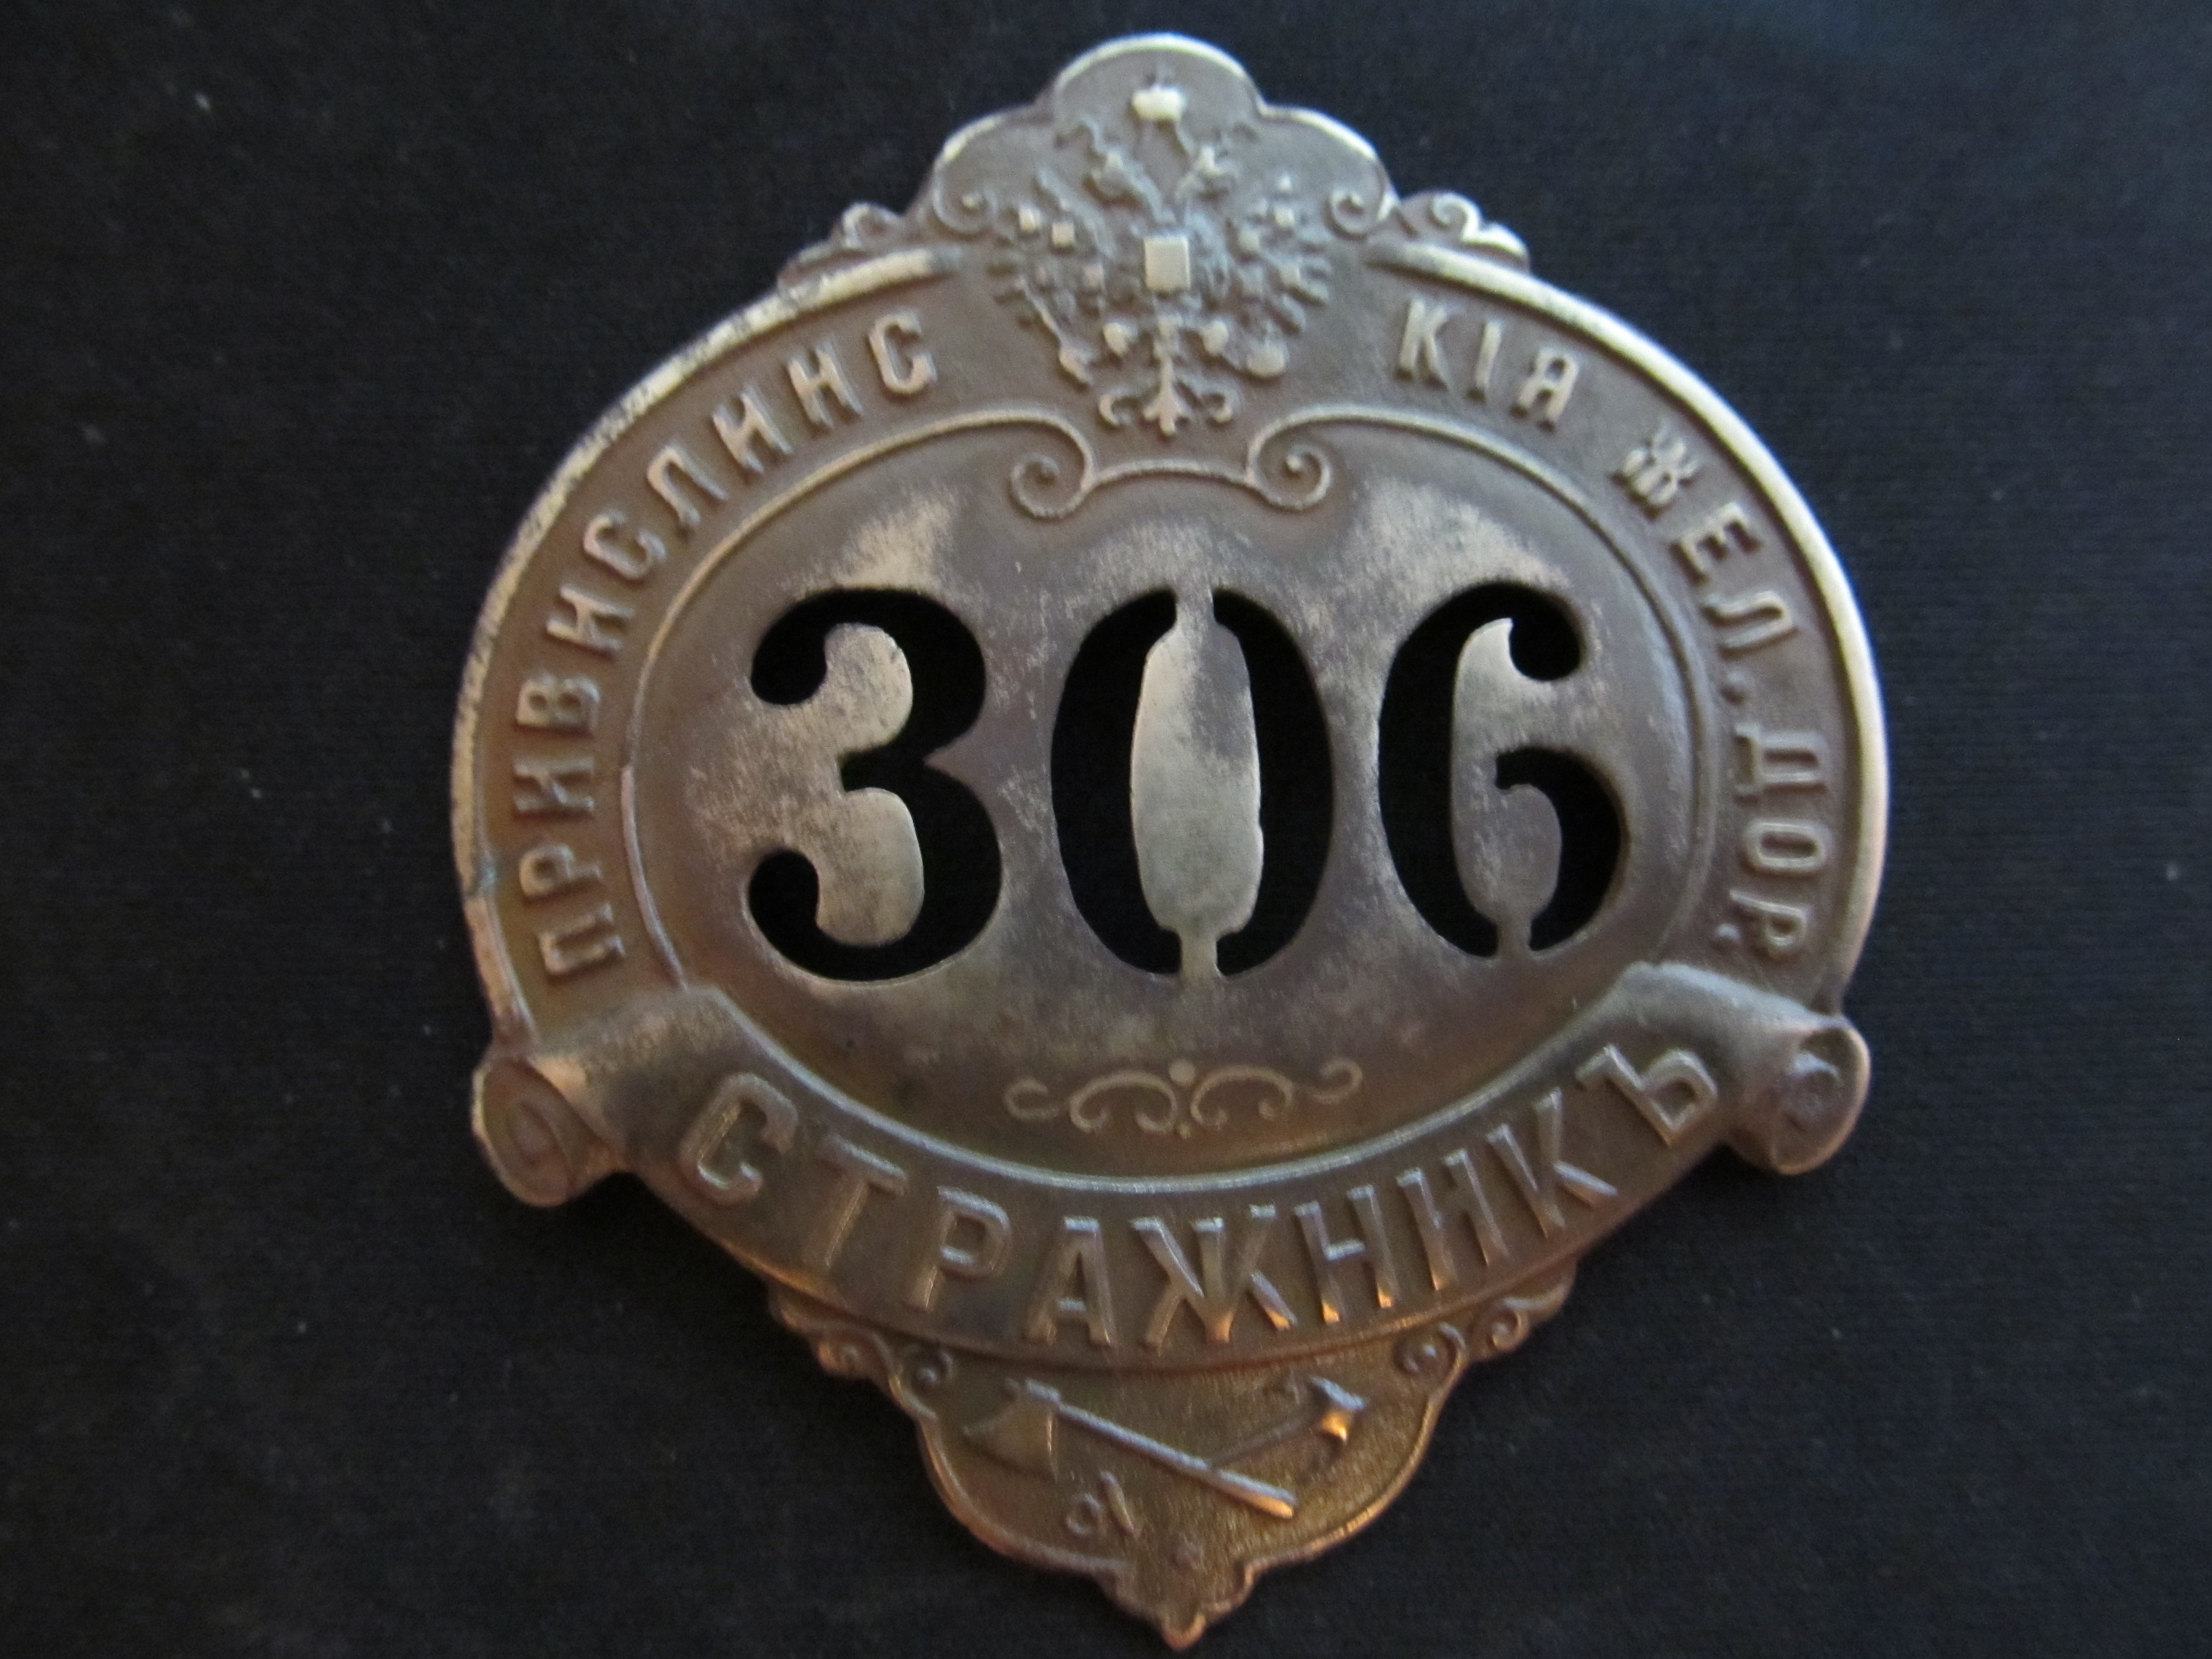 ПРИВИСЛИНСКІЯ ЖЕЛ. ДОР.
306
СТРАЖНИКЪ